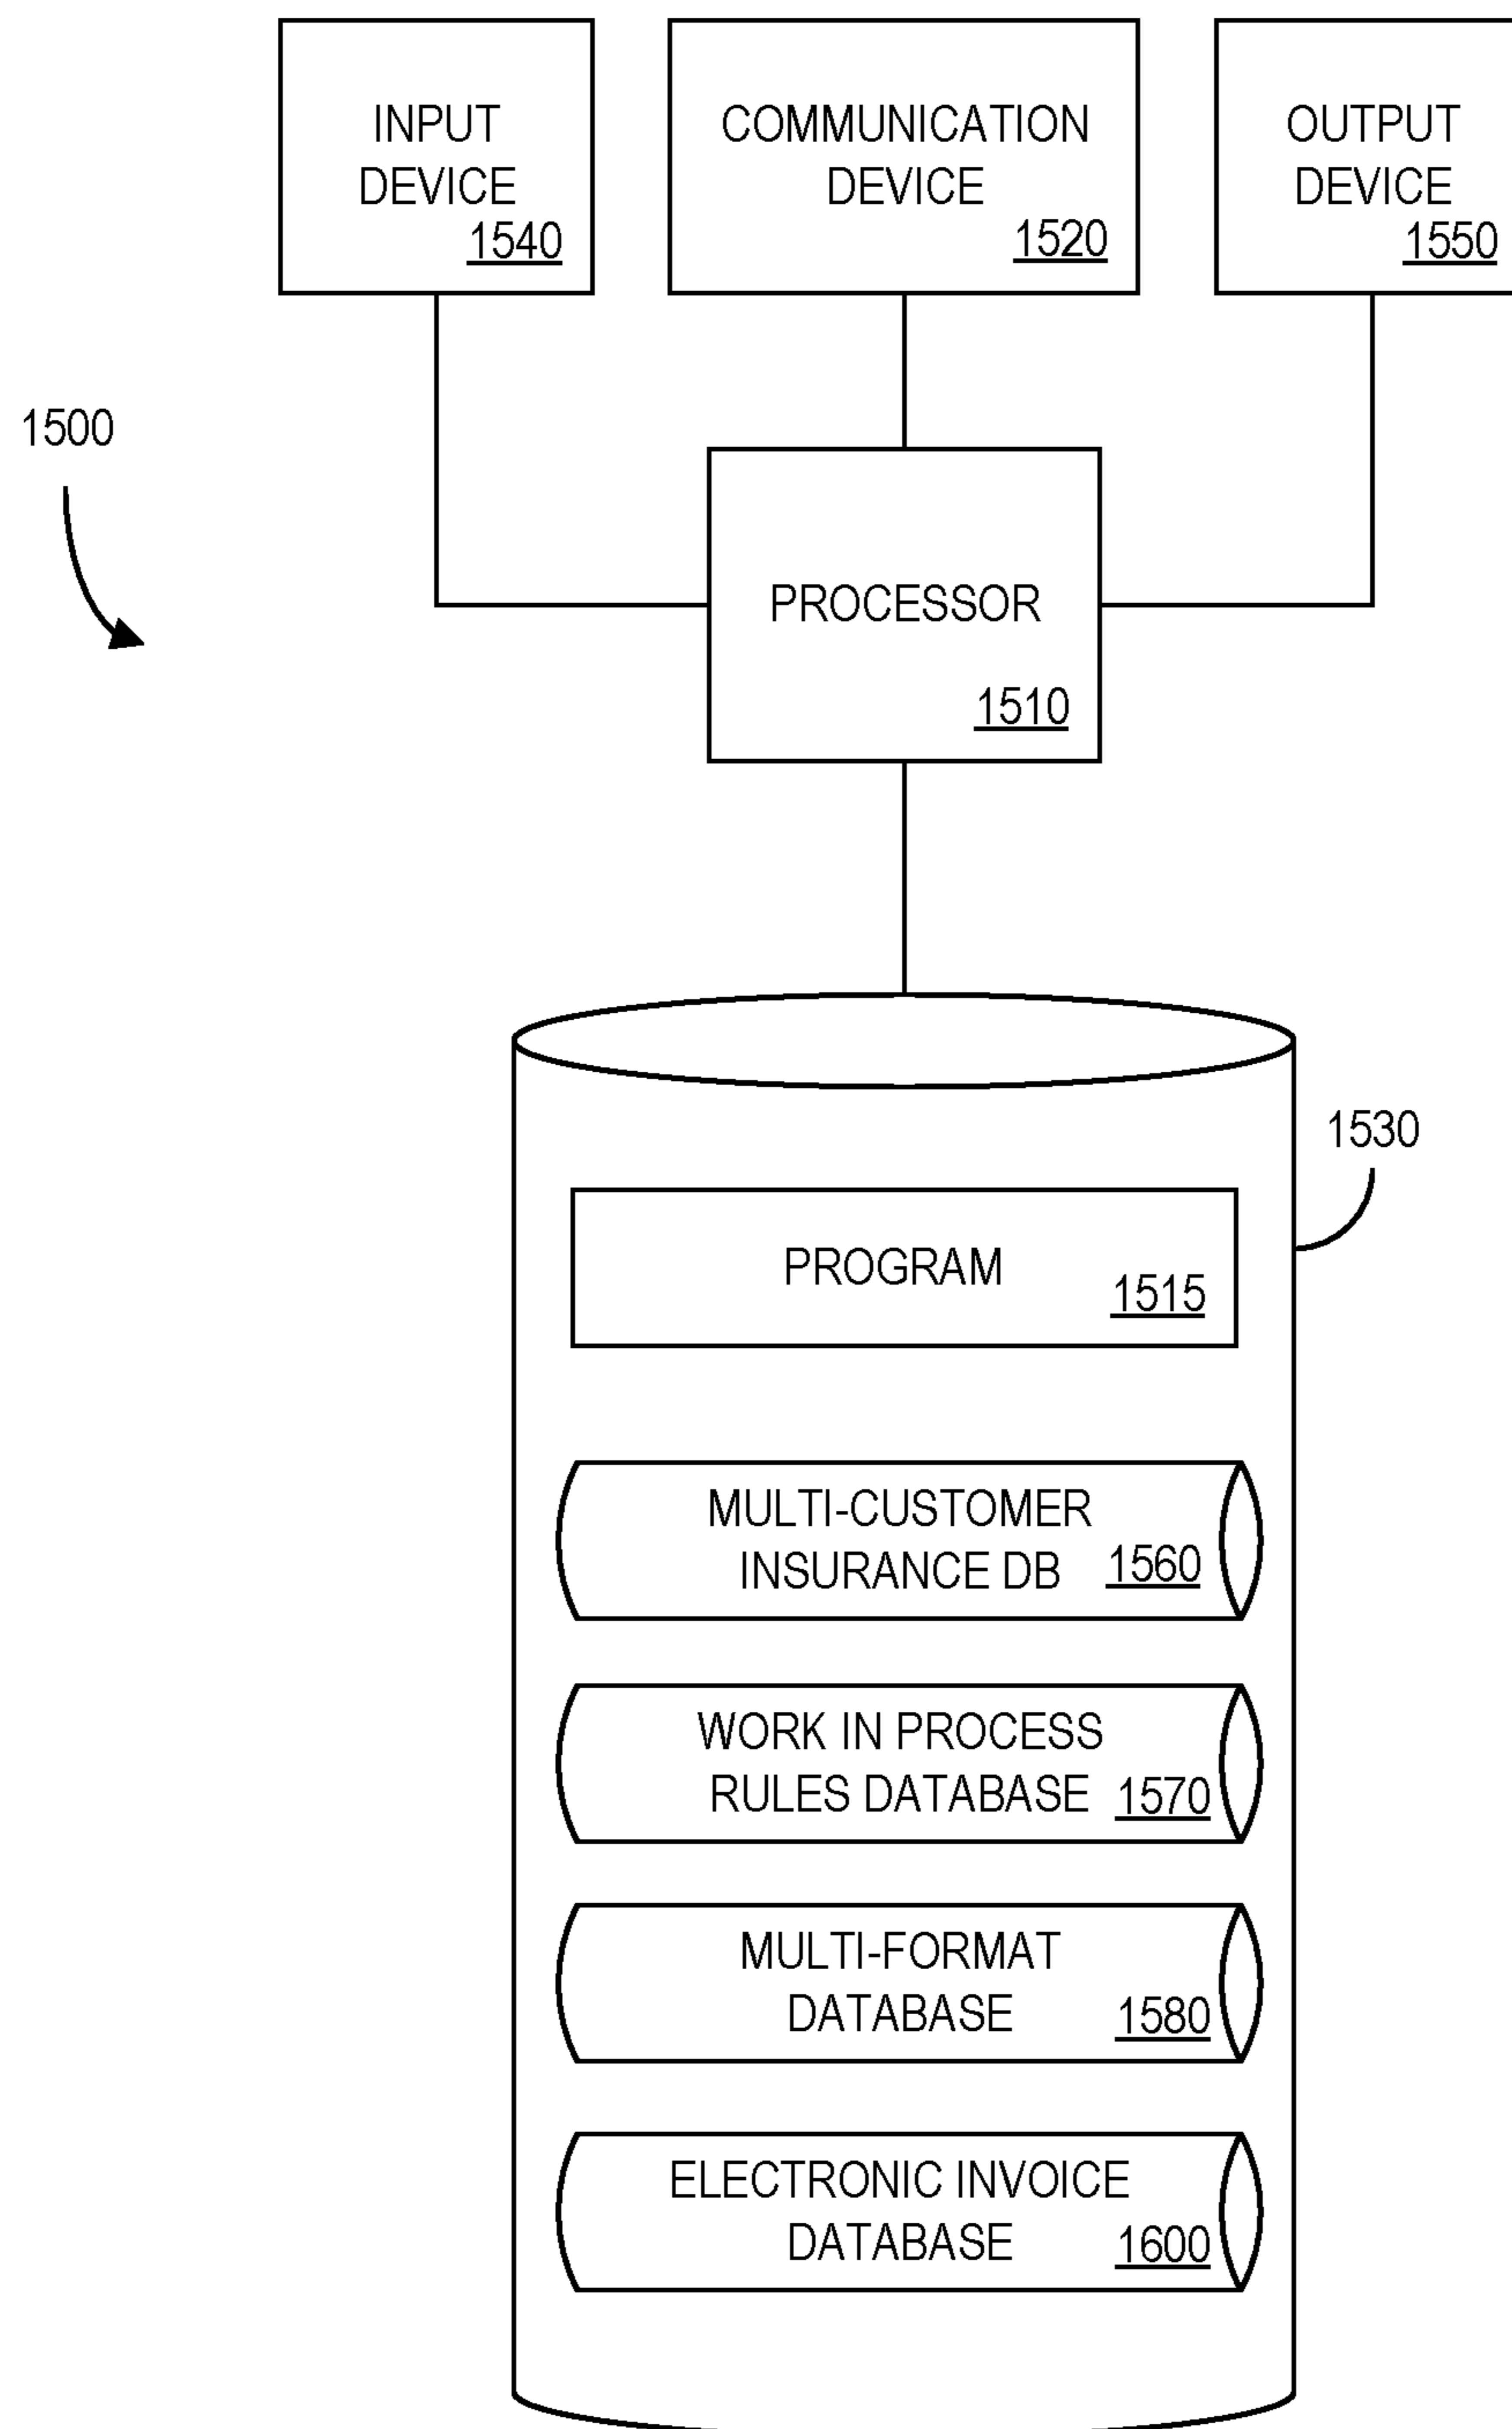 INPUT
DEVICE
1540
COMMUNICATION
DEVICE
1520
OUTPUT
DEVICE
1550
1500
PROCESSOR
1510
1530
PROGRAM
1515
MULTI-CUSTOMER
INSURANCE DB 1560
WORK IN PROCESS
RULES DATABASE 1570
MULTI-FORMAT
DATABASE 1580
ELECTRONIC INVOICE
DATABASE 1600